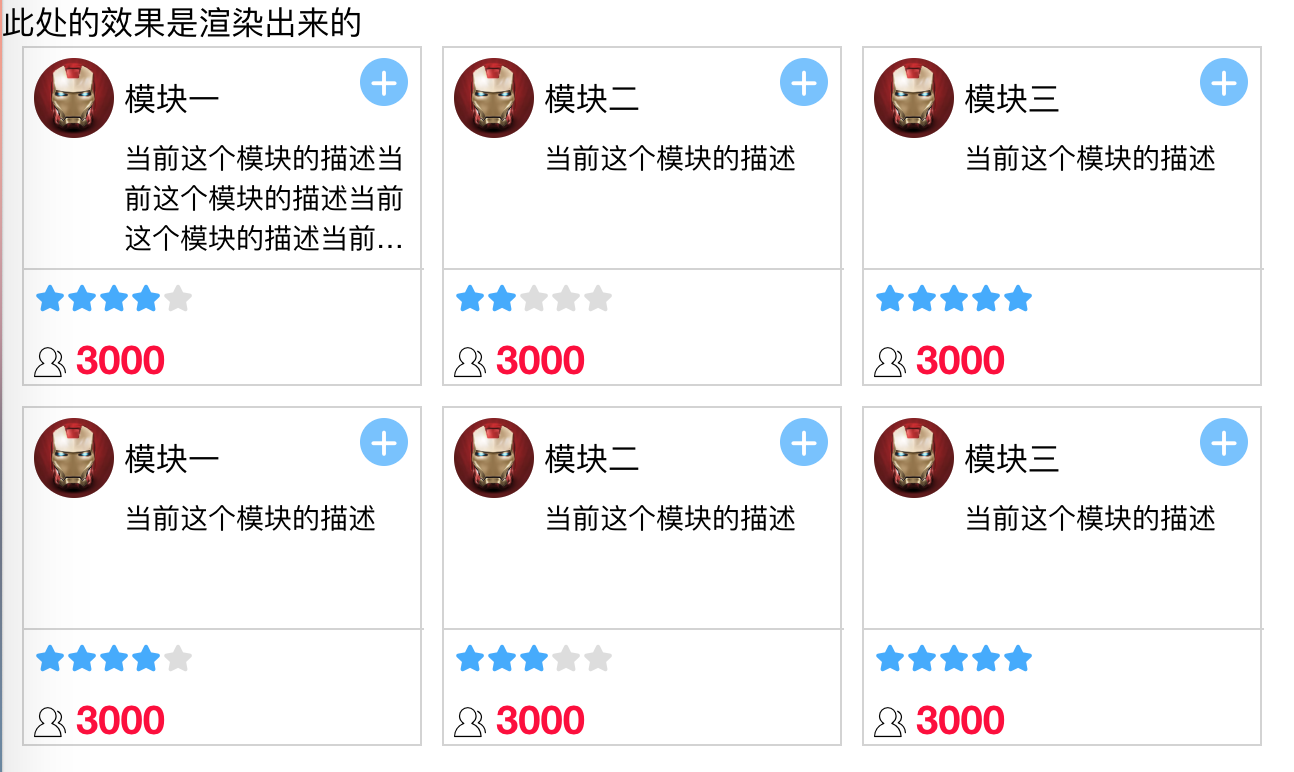 此处的效果是渲染出来的
模块一
当前这个模块的描述当
前这个模块的描述当前
这个模块的描述当前...
3000
模块二
当前这个模块的描述
3000
模块三
当前这个模块的描述
3000
模块一
当前这个模块的描述
3000
模块二
当前这个模块的描述
3000
模块三
当前这个模块的描述
3000